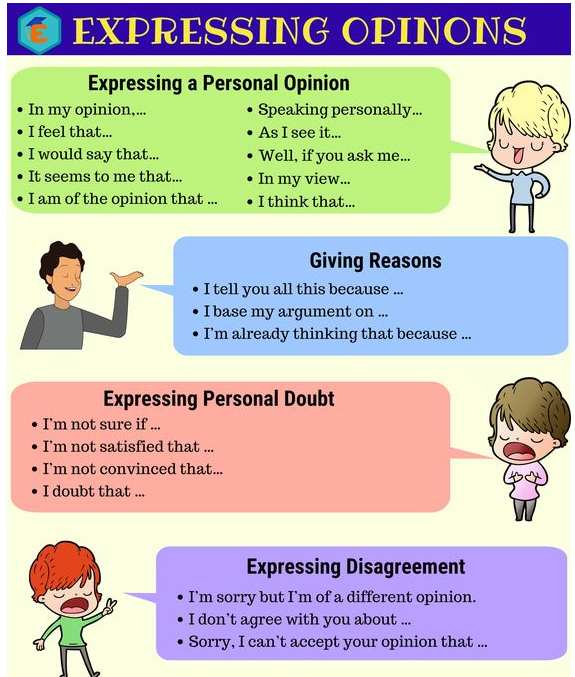 E
EXPRESSING OPINONS
Expressing a Personal Opinion
• In my opinion,...
• I feel that...
• I would say that...
• It seems to me that...
• I am of the opinion that ...
• Speaking personally...
• As I see it...
• Well, if you ask me...
• In my view...
• I think that...
Giving Reasons
• I tell you all this because ...
• I base my argument on ...
• I'm already thinking that because ...
Expressing Personal Doubt
• I'm not sure if ...
• I'm not satisfied that ...
• I'm not convinced that...
• I doubt that ...
Expressing Disagreement
• I'm sorry but I'm of a different opinion.
• I don't agree with you about ...
• Sorry, I can't accept your opinion that ...